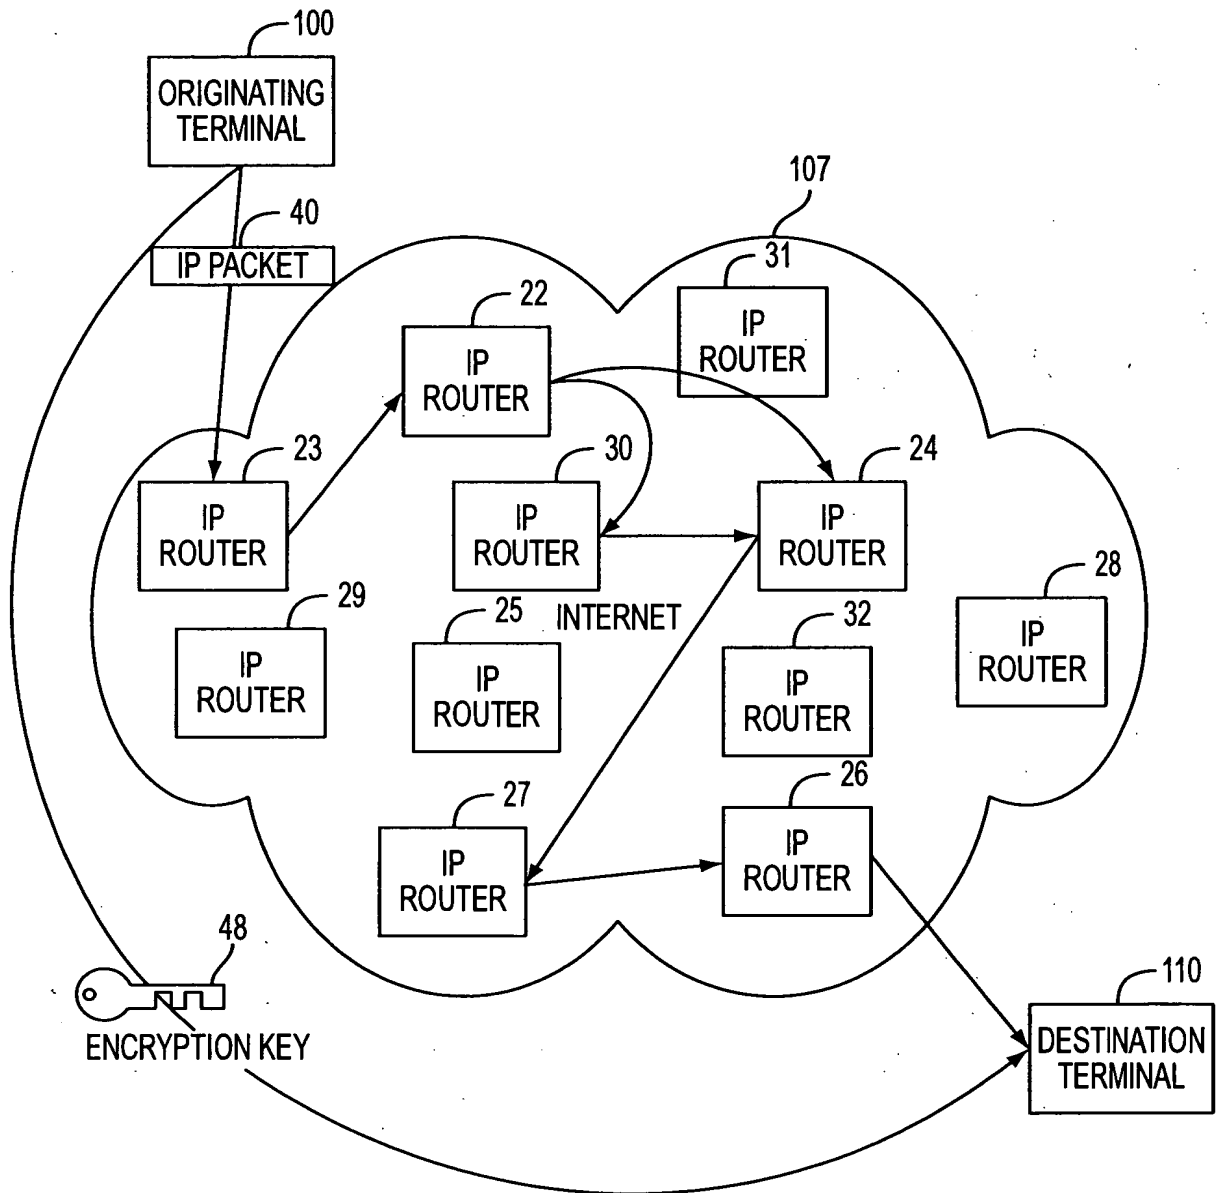 100
ORIGINATING
TERMINAL
40
IP PACKET
107
31
IP
ROUTER
22
IP
ROUTER
23
IP
ROUTER
30
IP
ROUTER
24
IP
ROUTER
INTERNET
29
IP
ROUTER
25
IP
ROUTER
32
IP
ROUTER
28
IP
ROUTER
27
IP
ROUTER
26
IP
ROUTER
48
ENCRYPTION KEY
110
DESTINATION
TERMINAL